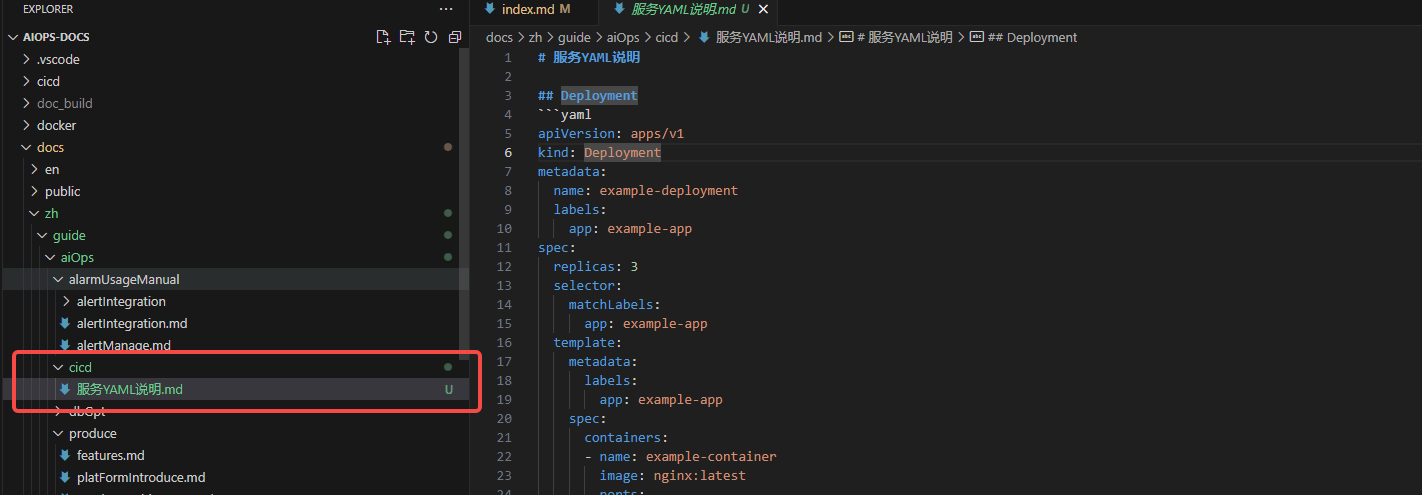 EXPLORER
AIOPS-DOCS
.vscode
cicd
doc_build
docker
docs
en
public
zh
guide
aiOps
alarmUsageManual
alertIntegration
alertIntegration.md
alertManage.md
cicd
服务YAML说明.md U
dbGpt
produce
features.md
platFormIntroduce.md
index.md M
服务YAML说明.md U
docs > zh > guide > aiOps > cicd > 服务YAML说明.md > # 服务YAML说明 > ## Deployment
1 # 服务YAML说明
2
3 ## Deployment
4 ```yaml
5 apiVersion: apps/v1
6 kind: Deployment
7 metadata:
8 name: example-deployment
9 labels:
10 app: example-app
11 spec:
12 replicas: 3
13 selector:
14 matchLabels:
15 app: example-app
16 template:
17 metadata:
18 labels:
19 app: example-app
20 spec:
21 containers:
22 - name: example-container
23 image: nginx:latest
24 ports: